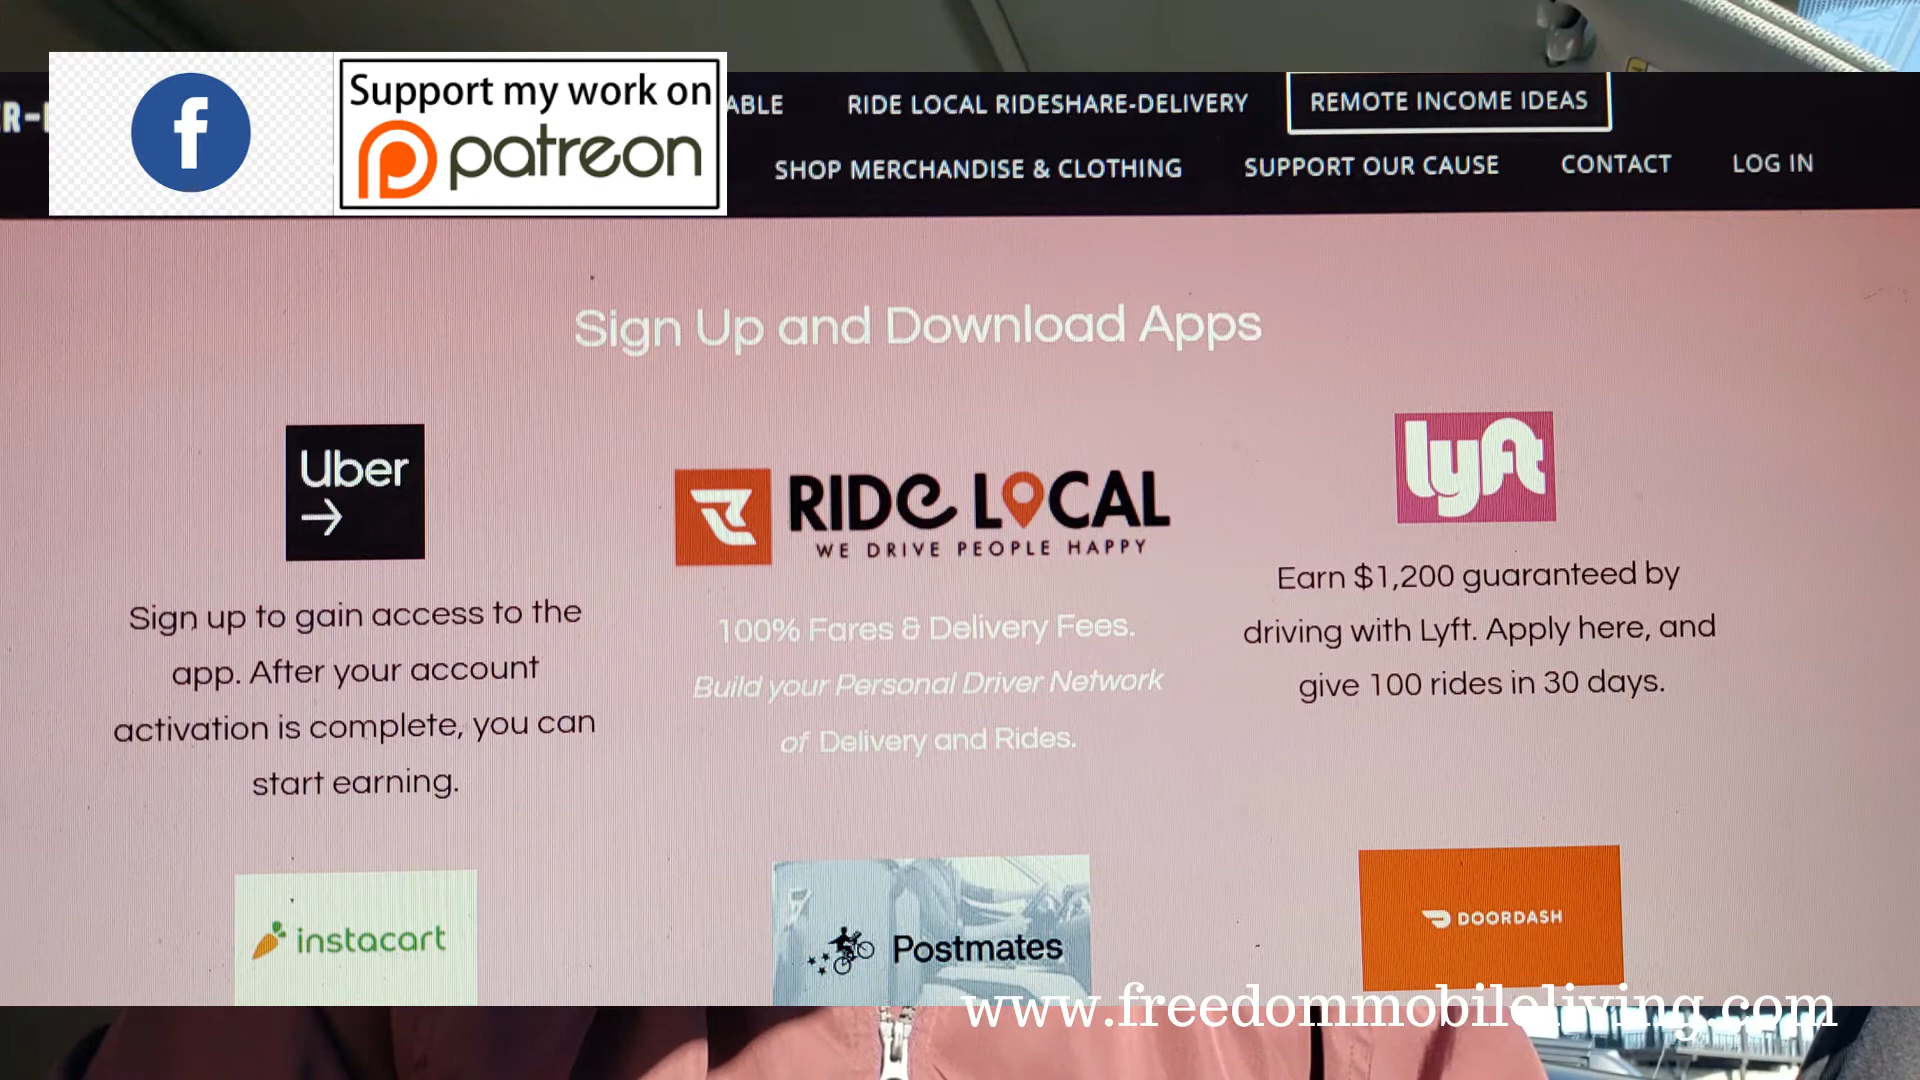 f
Support my work on
patreon
ABLE
RIDE LOCAL RIDESHARE-DELIVERY
REMOTE INCOME IDEAS
SHOP MERCHANDISE & CLOTHING
SUPPORT OUR CAUSE
CONTACT
LOG IN
Sign Up and Download Apps
Uber
Sign up to gain access to the
app. After your account
activation is complete, you can
start earning.
RIDE LOCAL
WE DRIVE PEOPLE HAPPY
100% Fares & Delivery Fees.
Build your Personal Driver Network
of Delivery and Rides.
lyft
Earn $1,200 guaranteed by
driving with Lyft. Apply here, and
give 100 rides in 30 days.
instacart
Postmates
DOORDASH
www.freedommobileliving.com